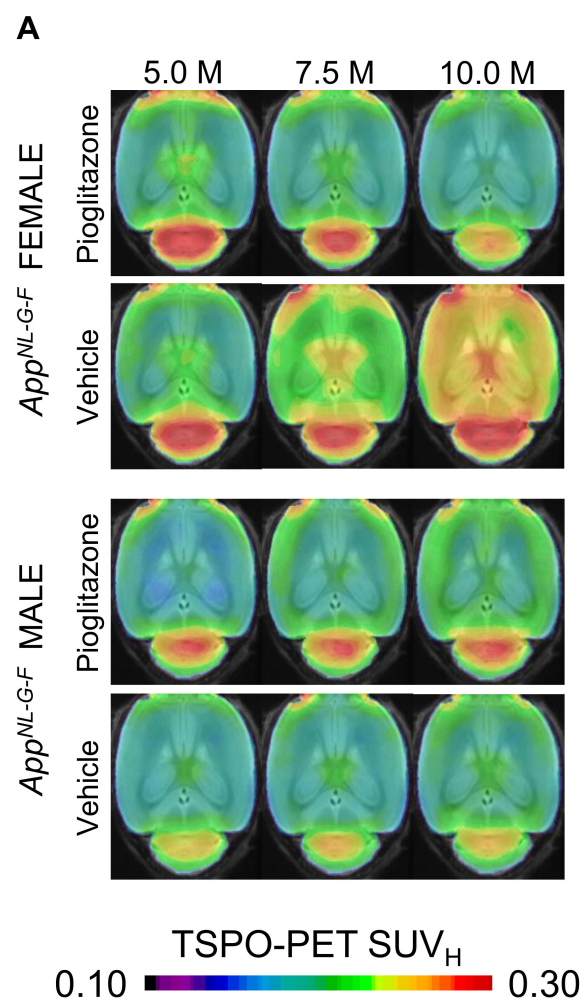 A
5.0 M 7.5 M 10.0 M
App^NL-G-F FEMALE
Pioglitazone
Vehicle
App^NL-G-F MALE
Pioglitazone
Vehicle
TSPO-PET SUV_H
0.10 0.30